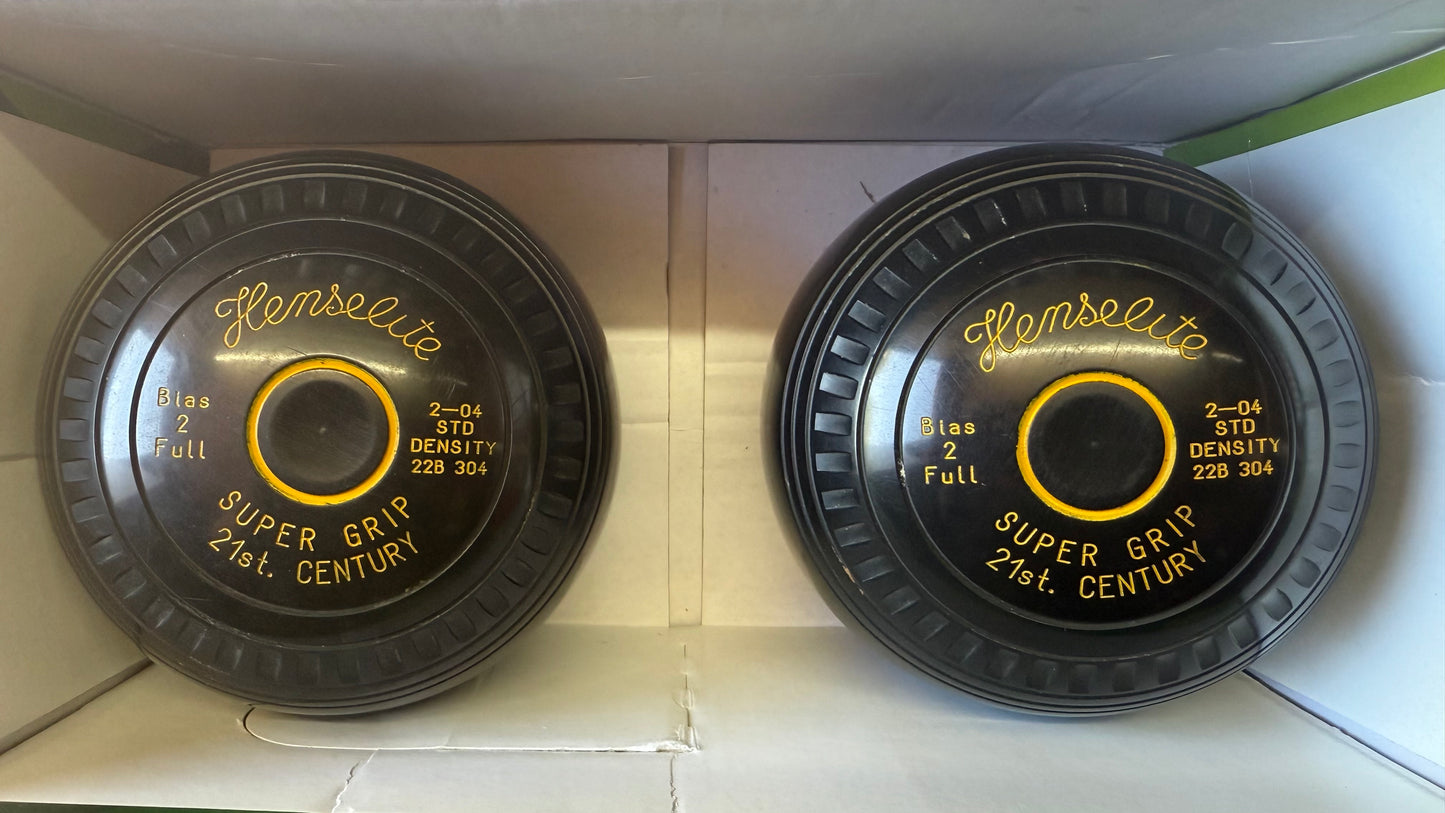 Henselite
Bias
2
Full
2-04
STD
DENSITY
22B 304
SUPER GRIP
21st. CENTURY
Henselite
Bias
2
Full
2-04
STD
DENSITY
22B 304
SUPER GRIP
21st. CENTURY